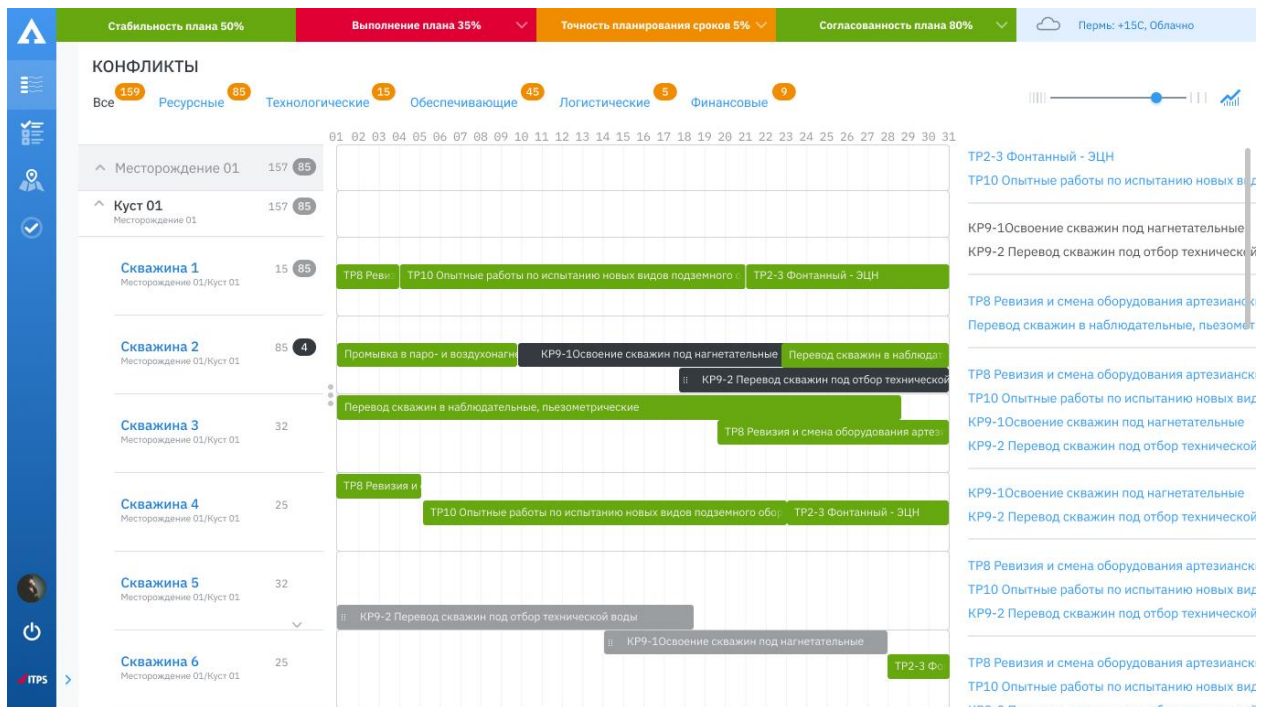 Стабильность плана 50%
Выполнение плана 35%
Точность планирования сроков 5%
Согласованность плана 80%
Пермь: +15С, Облачно
КОНФЛИКТЫ
Все 159
Ресурсные 85
Технологические 15
Обеспечивающие 45
Логистические 5
Финансовые 9
01 02 03 04 05 06 07 08 09 10 11 12 13 14 15 16 17 18 19 20 21 22 23 24 25 26 27 28 29 30 31
Месторождение 01 157 85
Куст 01 157 85
Месторождение 01
Скважина 1 15 85
Месторождение 01/Куст 01
TP8 Реви
ТР10 Опытные работы по испытанию новых видов подземного
ТР2-3 Фонтанный - ЭЦН
Скважина 2 85 4
Месторождение 01/Куст 01
Промывка в паро- и воздухонагн
КР9-1Освоение скважин под нагнетательные
Перевод скважин в наблюдат
КР9-2 Перевод скважин под отбор технической
Скважина 3 32
Месторождение 01/Куст 01
Перевод скважин в наблюдательные, пьезометрические
ТР8 Ревизия и смена оборудования артез
Скважина 4 25
Месторождение 01/Куст 01
ТР8 Ревизия и
ТР10 Опытные работы по испытанию новых видов подземного обо
ТР2-3 Фонтанный - ЭЦН
Скважина 5 32
Месторождение 01/Куст 01
КР9-2 Перевод скважин под отбор технической воды
КР9-1Освоение скважин под нагнетательные
Скважина 6 25
Месторождение 01/Куст 01
ТР2-3 Фо
ТР2-3 Фонтанный - ЭЦН
ТР10 Опытные работы по испытанию новых вид
КР9-1Освоение скважин под нагнетательные
КР9-2 Перевод скважин под отбор технической
ТР8 Ревизия и смена оборудования артезианск
Перевод скважин в наблюдательные, пьезомет
ТР8 Ревизия и смена оборудования артезианск
ТР10 Опытные работы по испытанию новых вид
КР9-1Освоение скважин под нагнетательные
КР9-2 Перевод скважин под отбор технической
КР9-1Освоение скважин под нагнетательные
КР9-2 Перевод скважин под отбор технической
ТР8 Ревизия и смена оборудования артезианск
ТР10 Опытные работы по испытанию новых вид
КР9-2 Перевод скважин под отбор технической
ТР8 Ревизия и смена оборудования артезианск
ТР10 Опытные работы по испытанию новых вид
ITPS